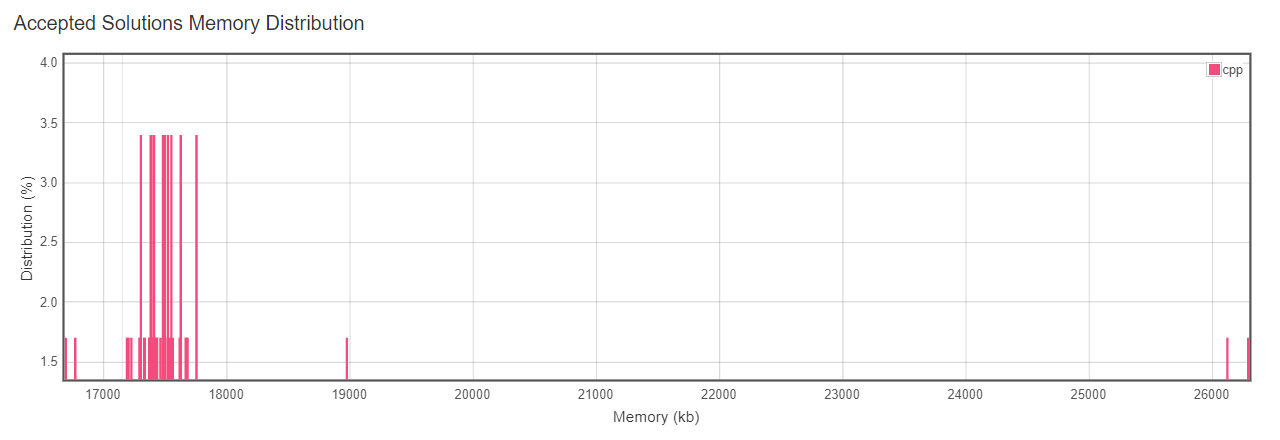 Accepted Solutions Memory Distribution
cpp
4.0
3.5
3.0
2.5
2.0
1.5
Distribution (%)
17000 18000 19000 20000 21000 22000 23000 24000 25000 26000
Memory (kb)